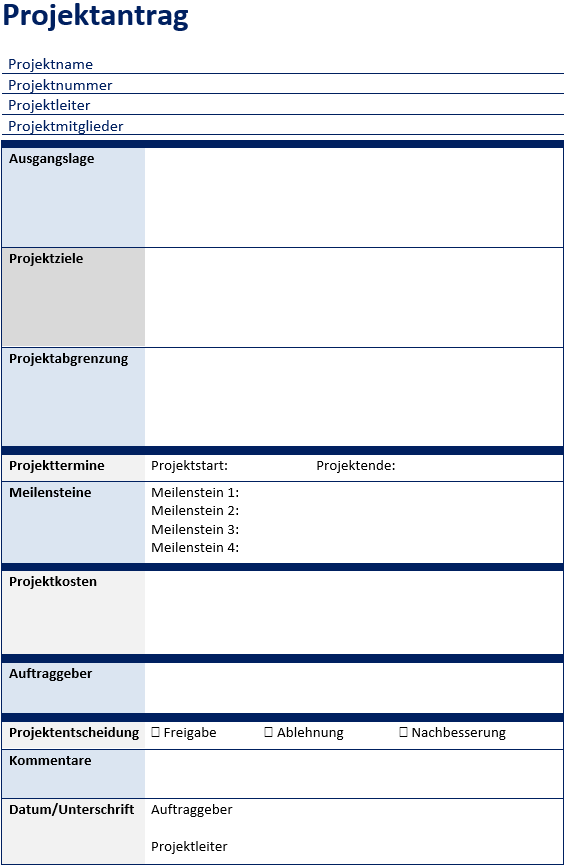 Projektantrag
Projektname
Projektnummer
Projektleiter
Projektmitglieder
Ausgangslage
Projektziele
Projektabgrenzung
Projekttermine Projektstart: Projektende:
Meilensteine Meilenstein 1:
Meilenstein 2:
Meilenstein 3:
Meilenstein 4:
Projektkosten
Auftraggeber
Projektentscheidung ☐ Freigabe ☐ Ablehnung ☐ Nachbesserung
Kommentare
Datum/Unterschrift Auftraggeber
Projektleiter